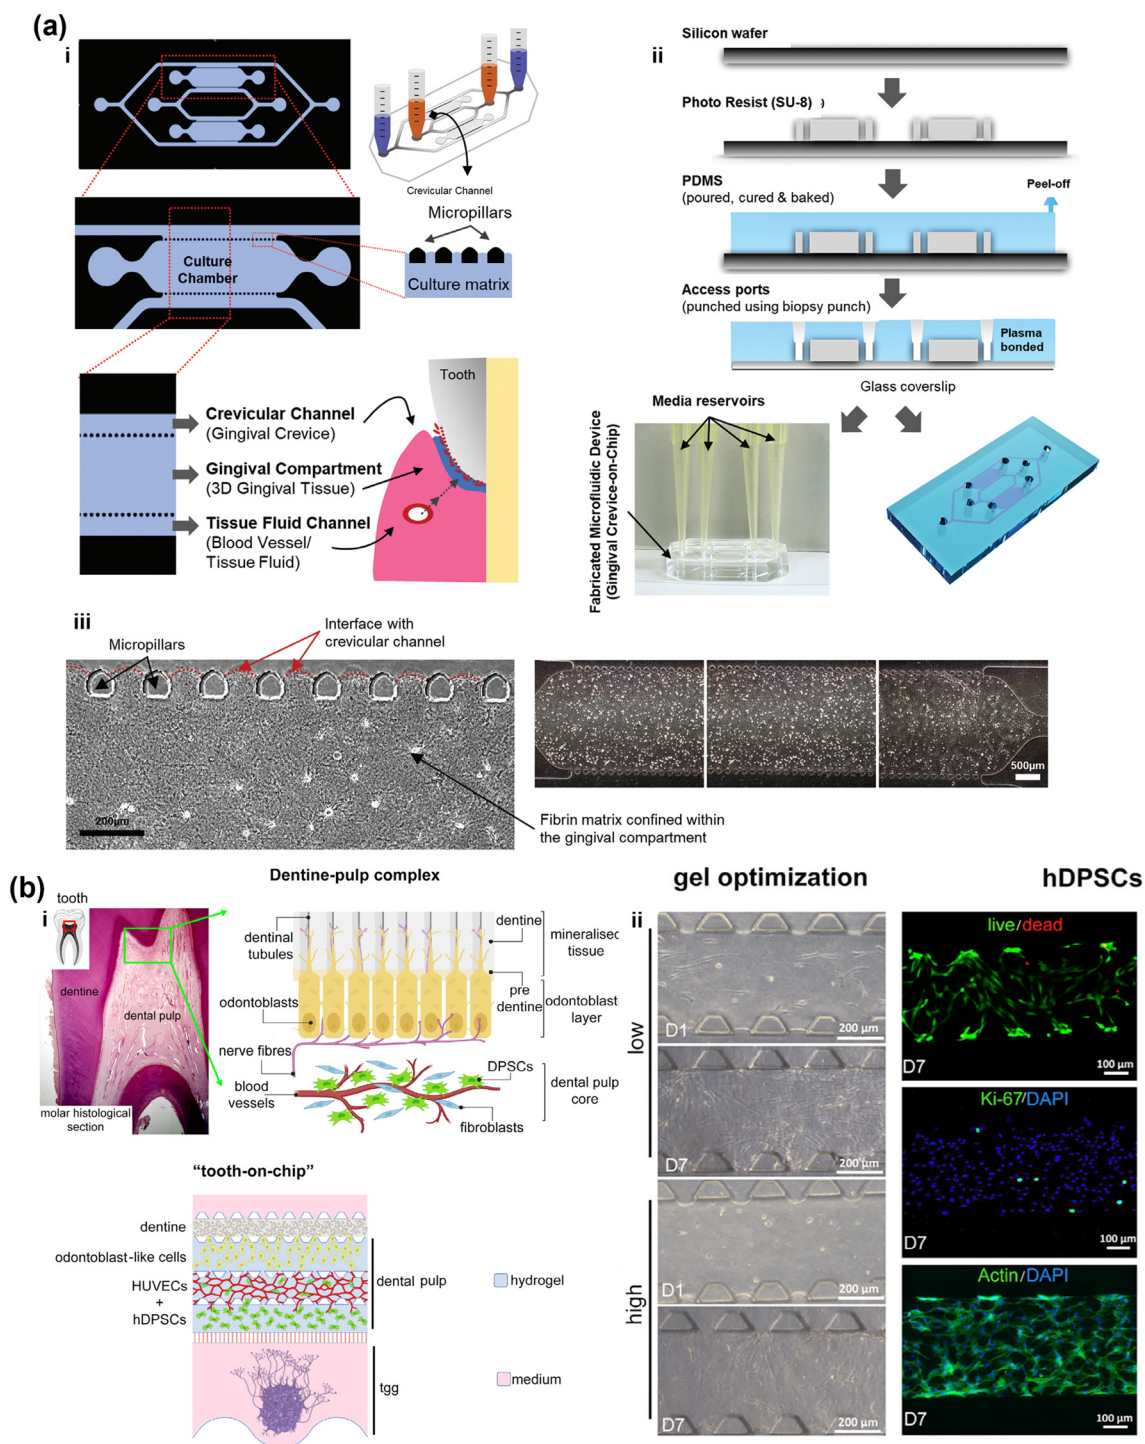 (a)
i
Crevicular Channel
Micropillars
Culture
Chamber
Culture matrix
Crevicular Channel
(Gingival Crevice)
Gingival Compartment
(3D Gingival Tissue)
Tissue Fluid Channel
(Blood Vessel/
Tissue Fluid)
Tooth
ii
Silicon wafer
Photo Resist (SU-8)
PDMS
(poured, cured & baked)
Peel-off
Access ports
(punched using biopsy punch)
Plasma
bonded
Glass coverslip
Media reservoirs
Fabricated Microfluidic Device
(Gingival Crevice-on-Chip)
iii
Micropillars
Interface with
crevicular channel
200µm
500µm
Fibrin matrix confined within
the gingival compartment
(b)
i
tooth
dentine
dental pulp
molar histological
section
Dentine-pulp complex
dentinal
tubules
odontoblasts
nerve fibres
blood
vessels
dentine
pre
dentine
DPSCs
fibroblasts
mineralised
tissue
odontoblast
layer
dental pulp
core
"tooth-on-chip"
dentine
odontoblast-like cells
HUVECs
+
hDPSCs
dental pulp
tgg
hydrogel
medium
ii
gel optimization
low
D1
200 µm
D7
200 µm
high
D1
200 µm
D7
200 µm
hDPSCs
live/dead
D7
100 µm
Ki-67/DAPI
D7
100 µm
Actin/DAPI
D7
100 µm